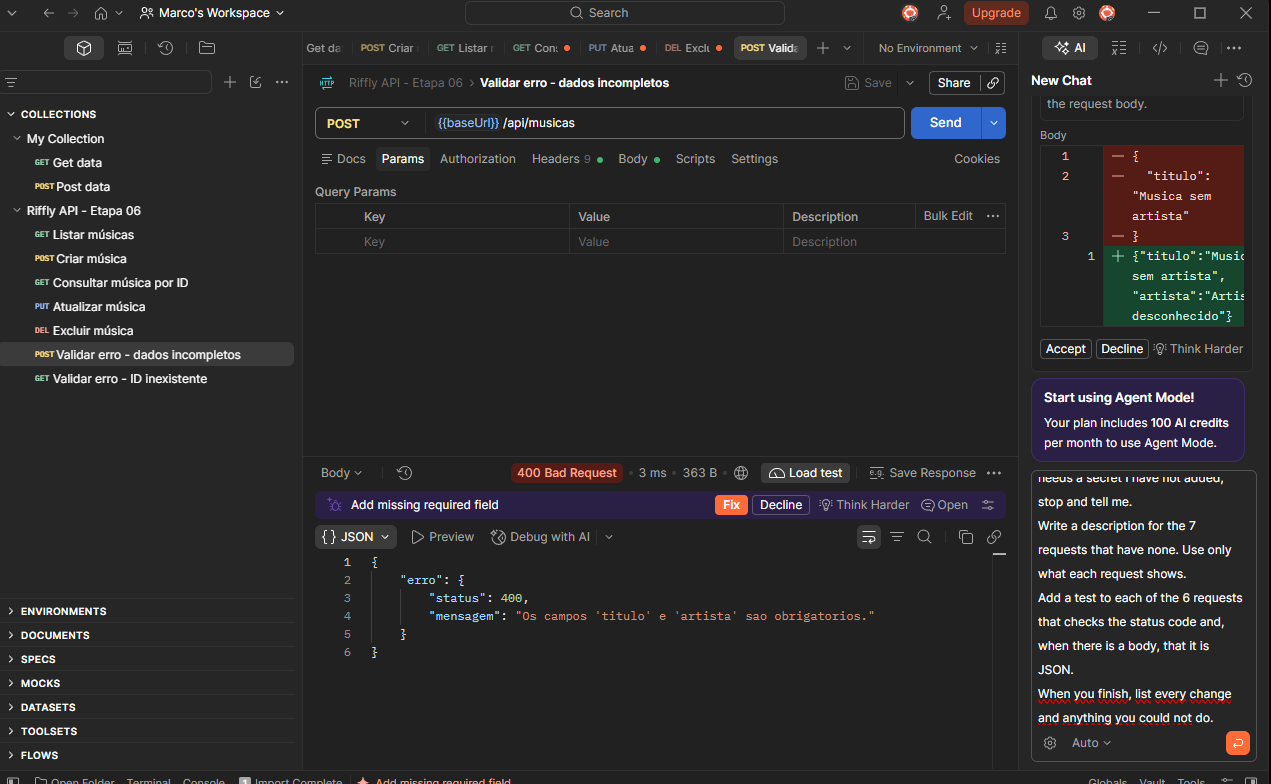 Marco's Workspace
Search
Upgrade
Get da
POST Criar
GET Listar
GET Con
PUT Atua
DEL Exclu
POST Valida
No Environment
AI
COLLECTIONS
My Collection
GET Get data
POST Post data
Riffly API - Etapa 06
GET Listar músicas
POST Criar música
GET Consultar música por ID
PUT Atualizar música
DEL Excluir música
POST Validar erro - dados incompletos
GET Validar erro - ID inexistente
ENVIRONMENTS
DOCUMENTS
SPECS
MOCKS
DATASETS
TOOLSETS
FLOWS
HTTP Riffly API - Etapa 06 > Validar erro - dados incompletos
Save
Share
POST
{{baseUrl}} /api/musicas
Send
Docs Params Authorization Headers 9 Body Scripts Settings Cookies
Query Params
Key Value Description Bulk Edit
Key Value Description
Body
400 Bad Request • 3 ms • 363 B
Load test
e.g. Save Response
Add missing required field
Fix Decline Think Harder Open
{} JSON Preview Debug with AI
1 {
2 "erro": {
3 "status": 400,
4 "mensagem": "Os campos 'titulo' e 'artista' sao obrigatorios."
5 }
6 }
New Chat
the request body.
Body
1 — {
2 — "titulo":
"Musica sem
artista"
3 — }
1 + {"titulo":"Music
sem artista",
"artista":"Artis
desconhecido"}
Accept Decline Think Harder
Start using Agent Mode!
Your plan includes 100 AI credits
per month to use Agent Mode.
needs a secret I have not added,
stop and tell me.
Write a description for the 7
requests that have none. Use only
what each request shows.
Add a test to each of the 6 requests
that checks the status code and,
when there is a body, that it is
JSON.
When you finish, list every change
and anything you could not do.
Auto
Open Folder Terminal Console 1 Import Complete Add missing required field
Globals Vault Tools